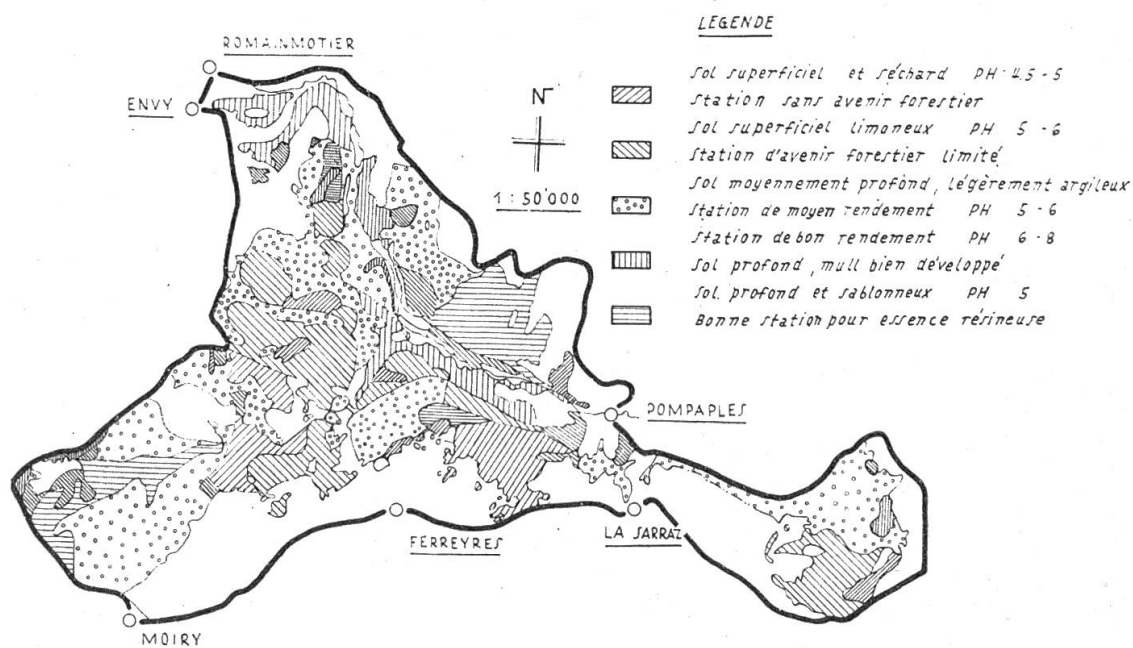 LEGENDE
ROMAINMOTIER
ENVY
N
1:50'000
Sol superficiel et séchard PH : 4.5 - 5
Station sans avenir forestier
Sol superficiel limoneux PH 5 - 6
Station d'avenir forestier limité
Sol moyennement profond, légèrement argileux
Station de moyen rendement PH 5 - 6
Station de bon rendement PH 6 - 8
Sol profond, mull bien développé
Sol. profond et sablonneux PH 5
Bonne station pour essence résineuse
POMPAPLES
FERREYRES
LA SARRAZ
MOIRY